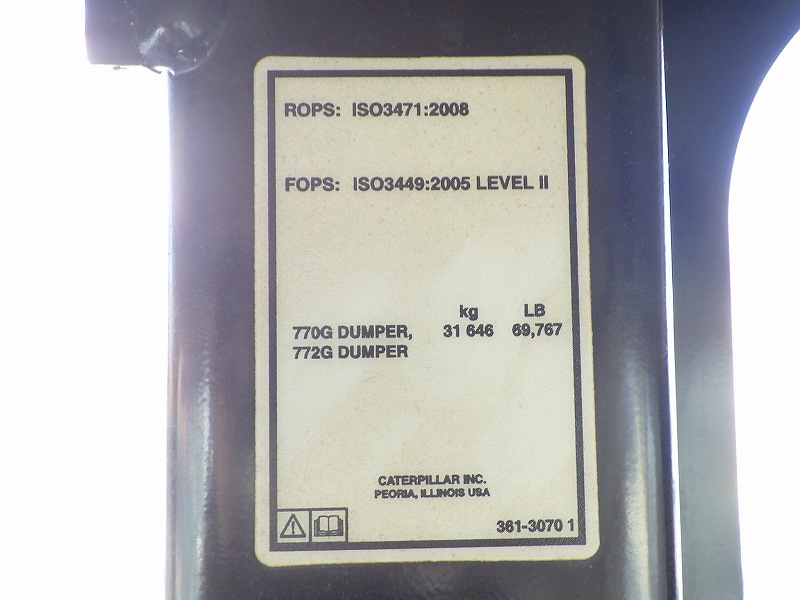 ROPS: ISO3471:2008
FOPS: ISO3449:2005 LEVEL II
kg LB
770G DUMPER, 31 646 69,767
772G DUMPER
CATERPILLAR INC.
PEORIA, ILLINOIS USA
361-3070 1